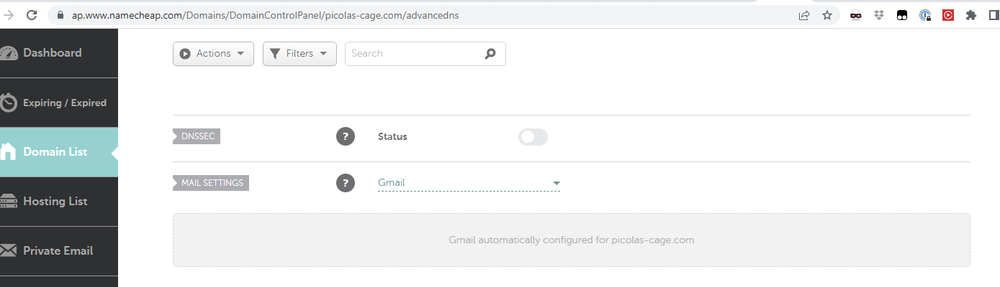 ap.www.namecheap.com/Domains/DomainControlPanel/picolas-cage.com/advancedns
Dashboard
Expiring / Expired
Domain List
Hosting List
Private Email
Actions
Filters
Search
DNSSEC
?
Status
MAIL SETTINGS
?
Gmail
Gmail automatically configured for picolas-cage.com